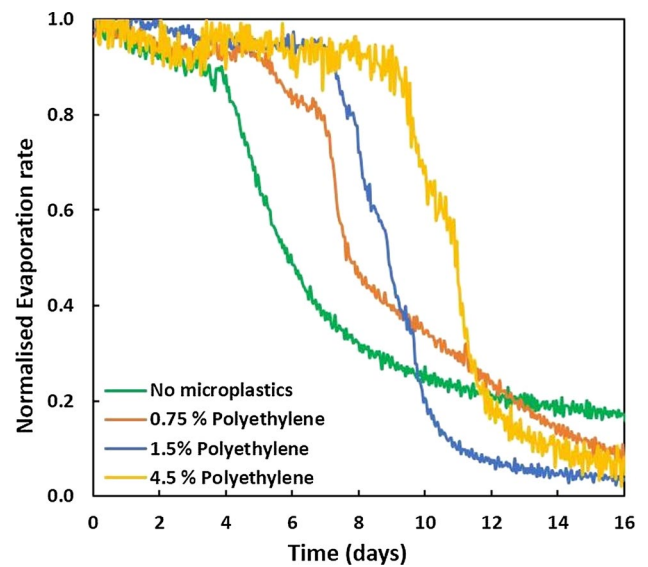 1.0
0.8
0.6
0.4
0.2
0.0
Normalised Evaporation rate
No microplastics
0.75 % Polyethylene
1.5% Polyethylene
4.5 % Polyethylene
0 2 4 6 8 10 12 14 16
Time (days)